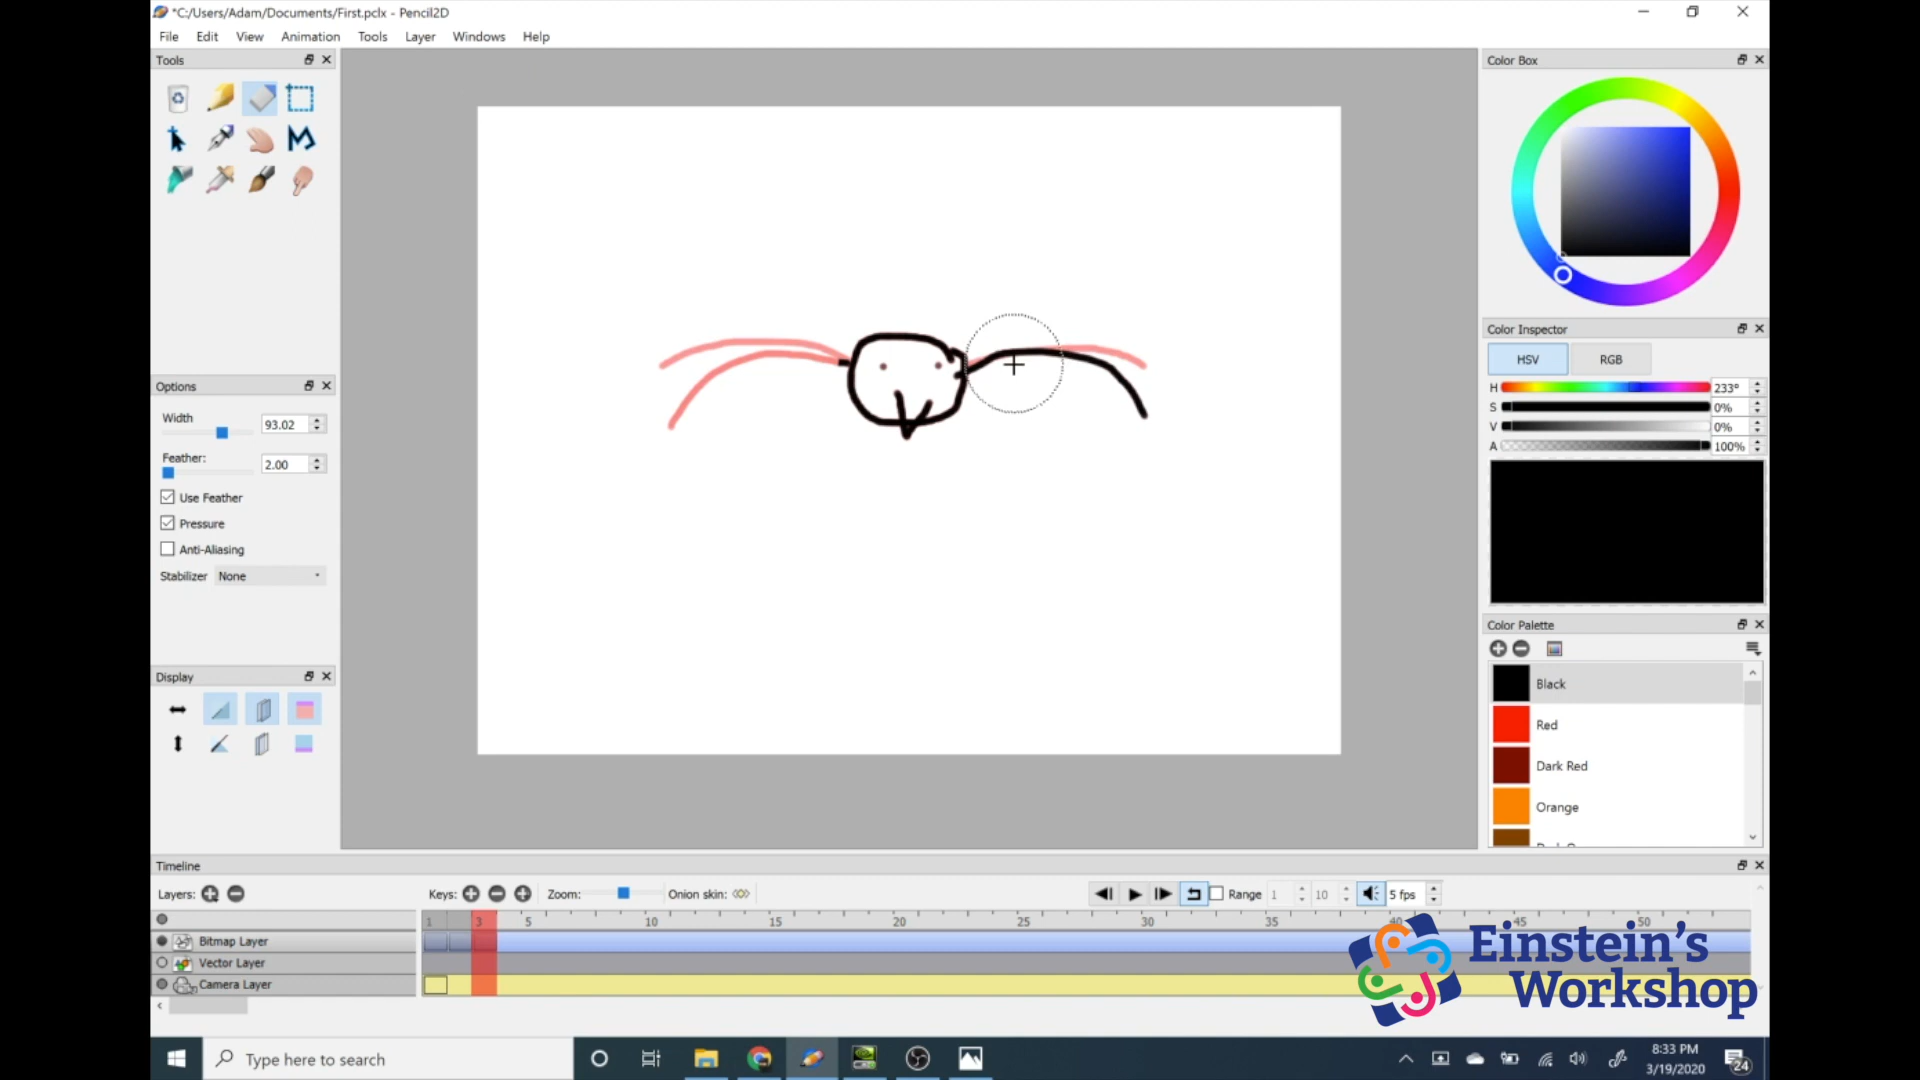 *C:/Users/Adam/Documents/First.pclx - Pencil2D
File Edit View Animation Tools Layer Windows Help
Tools
Color Box
Options
Width
93.02
Feather:
2.00
Use Feather
Pressure
Anti-Aliasing
Stabilizer None
Display
Color Inspector
HSV RGB
H 233°
S 0%
V 0%
A 100%
Color Palette
Black
Red
Dark Red
Orange
Timeline
Layers: Keys: Zoom: Onion skin: Range 1 10 5 fps
1 3 5 10 15 20 25 30 35 40 45 50
Bitmap Layer
Vector Layer
Camera Layer
Einstein's
Workshop
Type here to search
8:33 PM
3/19/2020
24